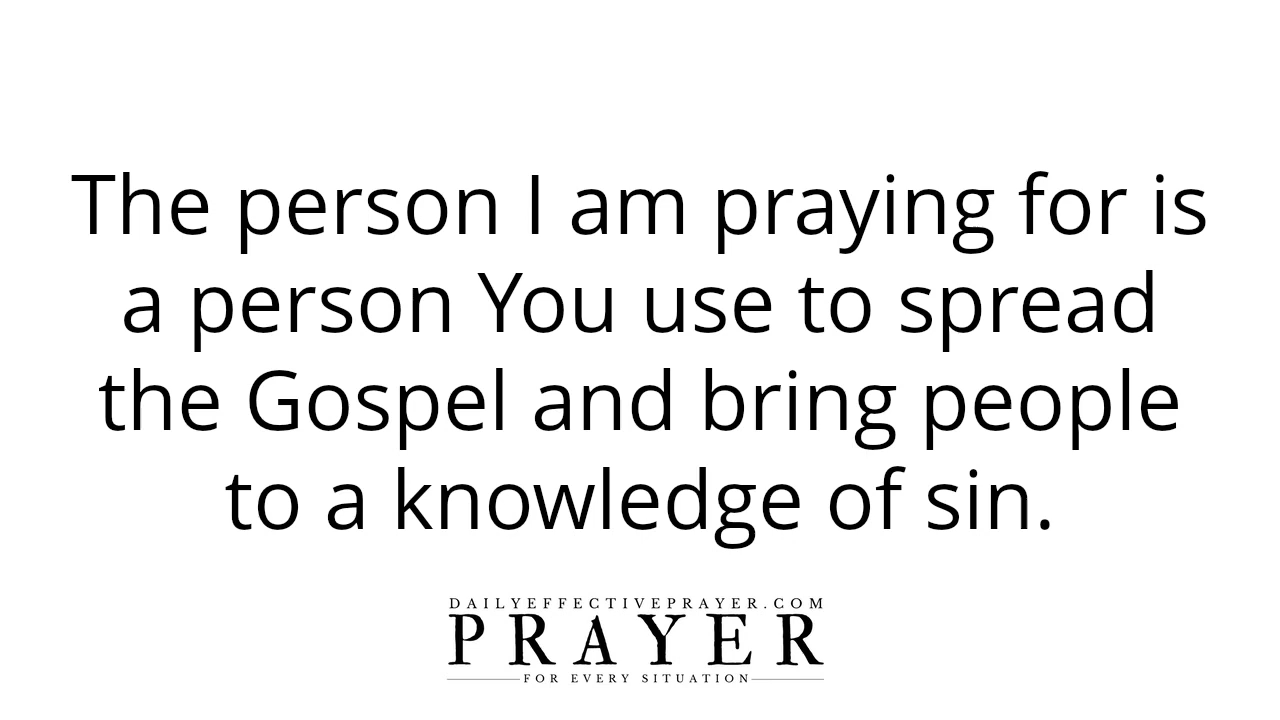 The person I am praying for is
a person You use to spread
the Gospel and bring people
to a knowledge of sin.
DAILYEFFECTIVEPRAYER.COM
PRAYER
FOR EVERY SITUATION